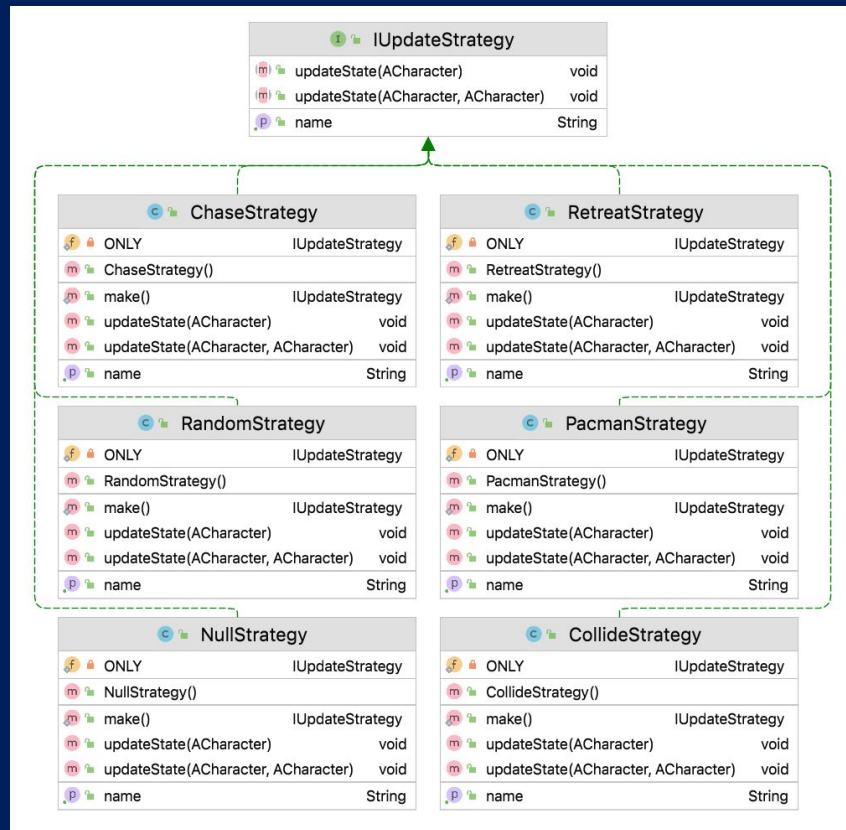 IUpdateStrategy
updateState(ACharacter) void
updateState(ACharacter, ACharacter) void
name String
ChaseStrategy
ONLY IUpdateStrategy
ChaseStrategy()
make() IUpdateStrategy
updateState(ACharacter) void
updateState(ACharacter, ACharacter) void
name String
RetreatStrategy
ONLY IUpdateStrategy
RetreatStrategy()
make() IUpdateStrategy
updateState(ACharacter) void
updateState(ACharacter, ACharacter) void
name String
RandomStrategy
ONLY IUpdateStrategy
RandomStrategy()
make() IUpdateStrategy
updateState(ACharacter) void
updateState(ACharacter, ACharacter) void
name String
PacmanStrategy
ONLY IUpdateStrategy
PacmanStrategy()
make() IUpdateStrategy
updateState(ACharacter) void
updateState(ACharacter, ACharacter) void
name String
NullStrategy
ONLY IUpdateStrategy
NullStrategy()
make() IUpdateStrategy
updateState(ACharacter) void
updateState(ACharacter, ACharacter) void
name String
CollideStrategy
ONLY IUpdateStrategy
CollideStrategy()
make() IUpdateStrategy
updateState(ACharacter) void
updateState(ACharacter, ACharacter) void
name String